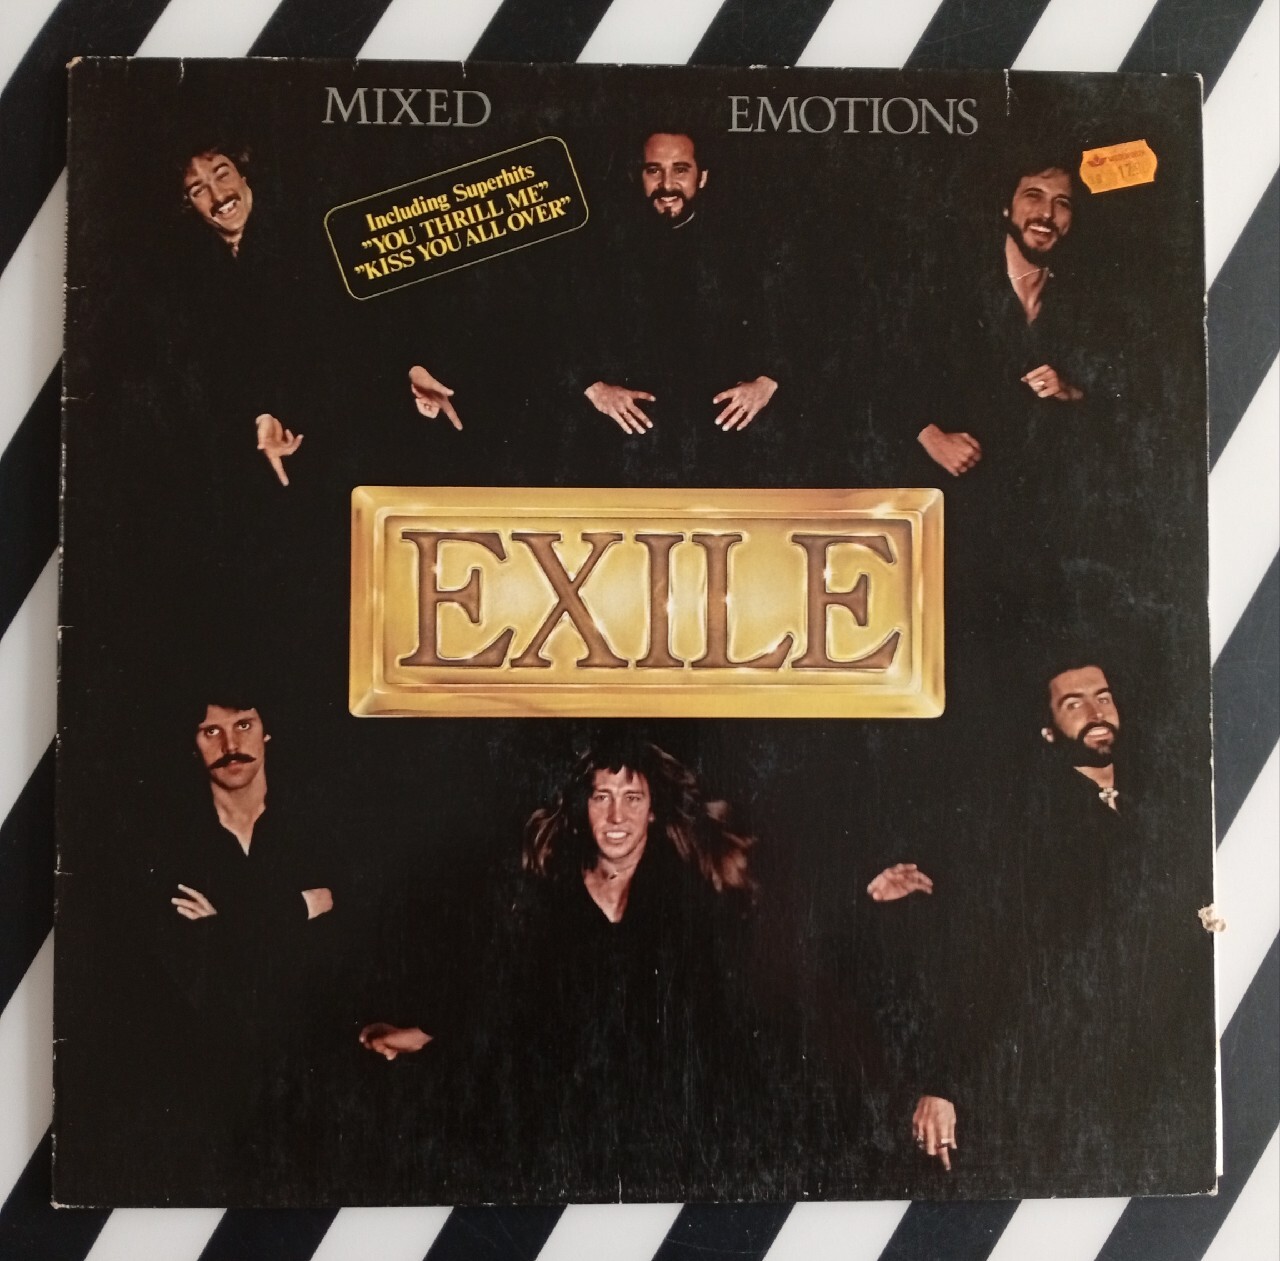 MIXED EMOTIONS
Including Superhits
"YOU THRILL ME"
"KISS YOU ALL OVER"
EXILE